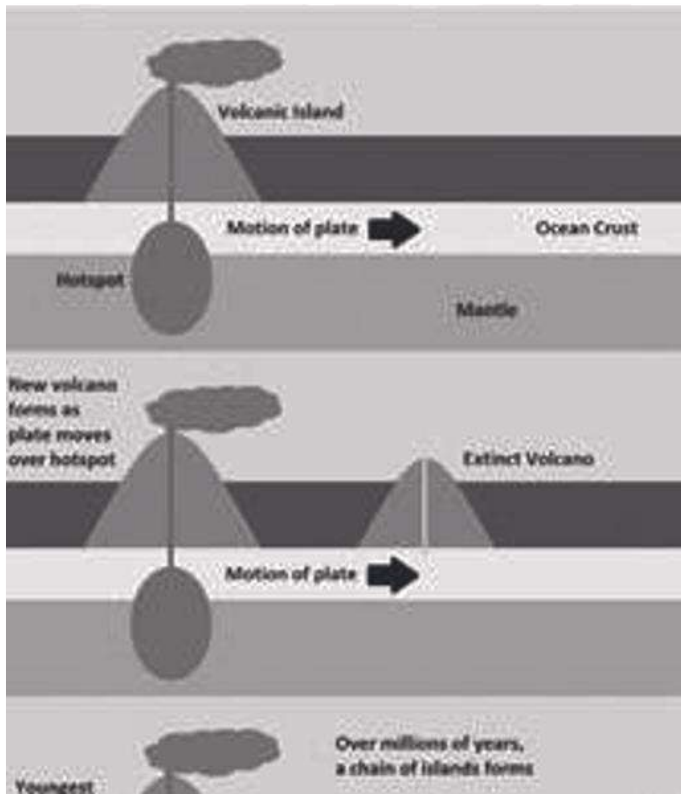 Volcanic Island
Motion of plate
Ocean Crust
Hotspot
Mantle
New volcano
forms as
plate moves
over hotspot
Extinct Volcano
Motion of plate
Over millions of years,
a chain of islands forms
Youngest